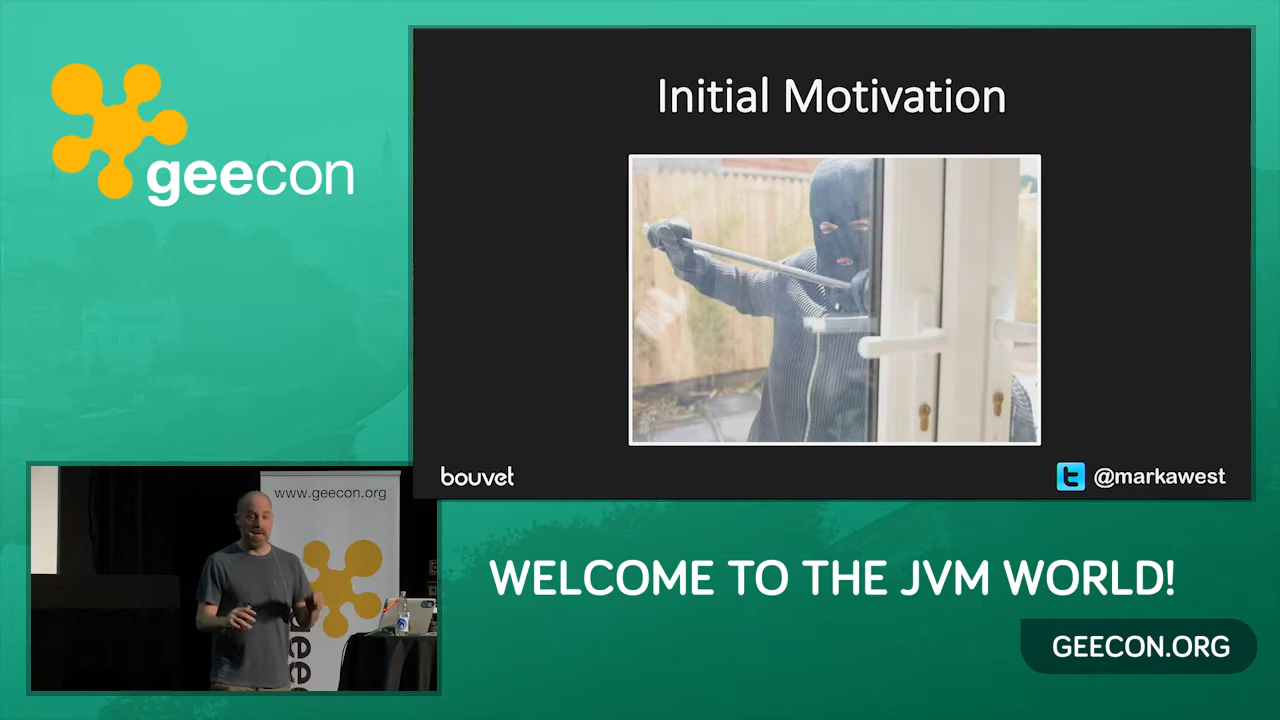 geecon
Initial Motivation
bouvet
@markawest
www.geecon.org
WELCOME TO THE JVM WORLD!
GEECON.ORG